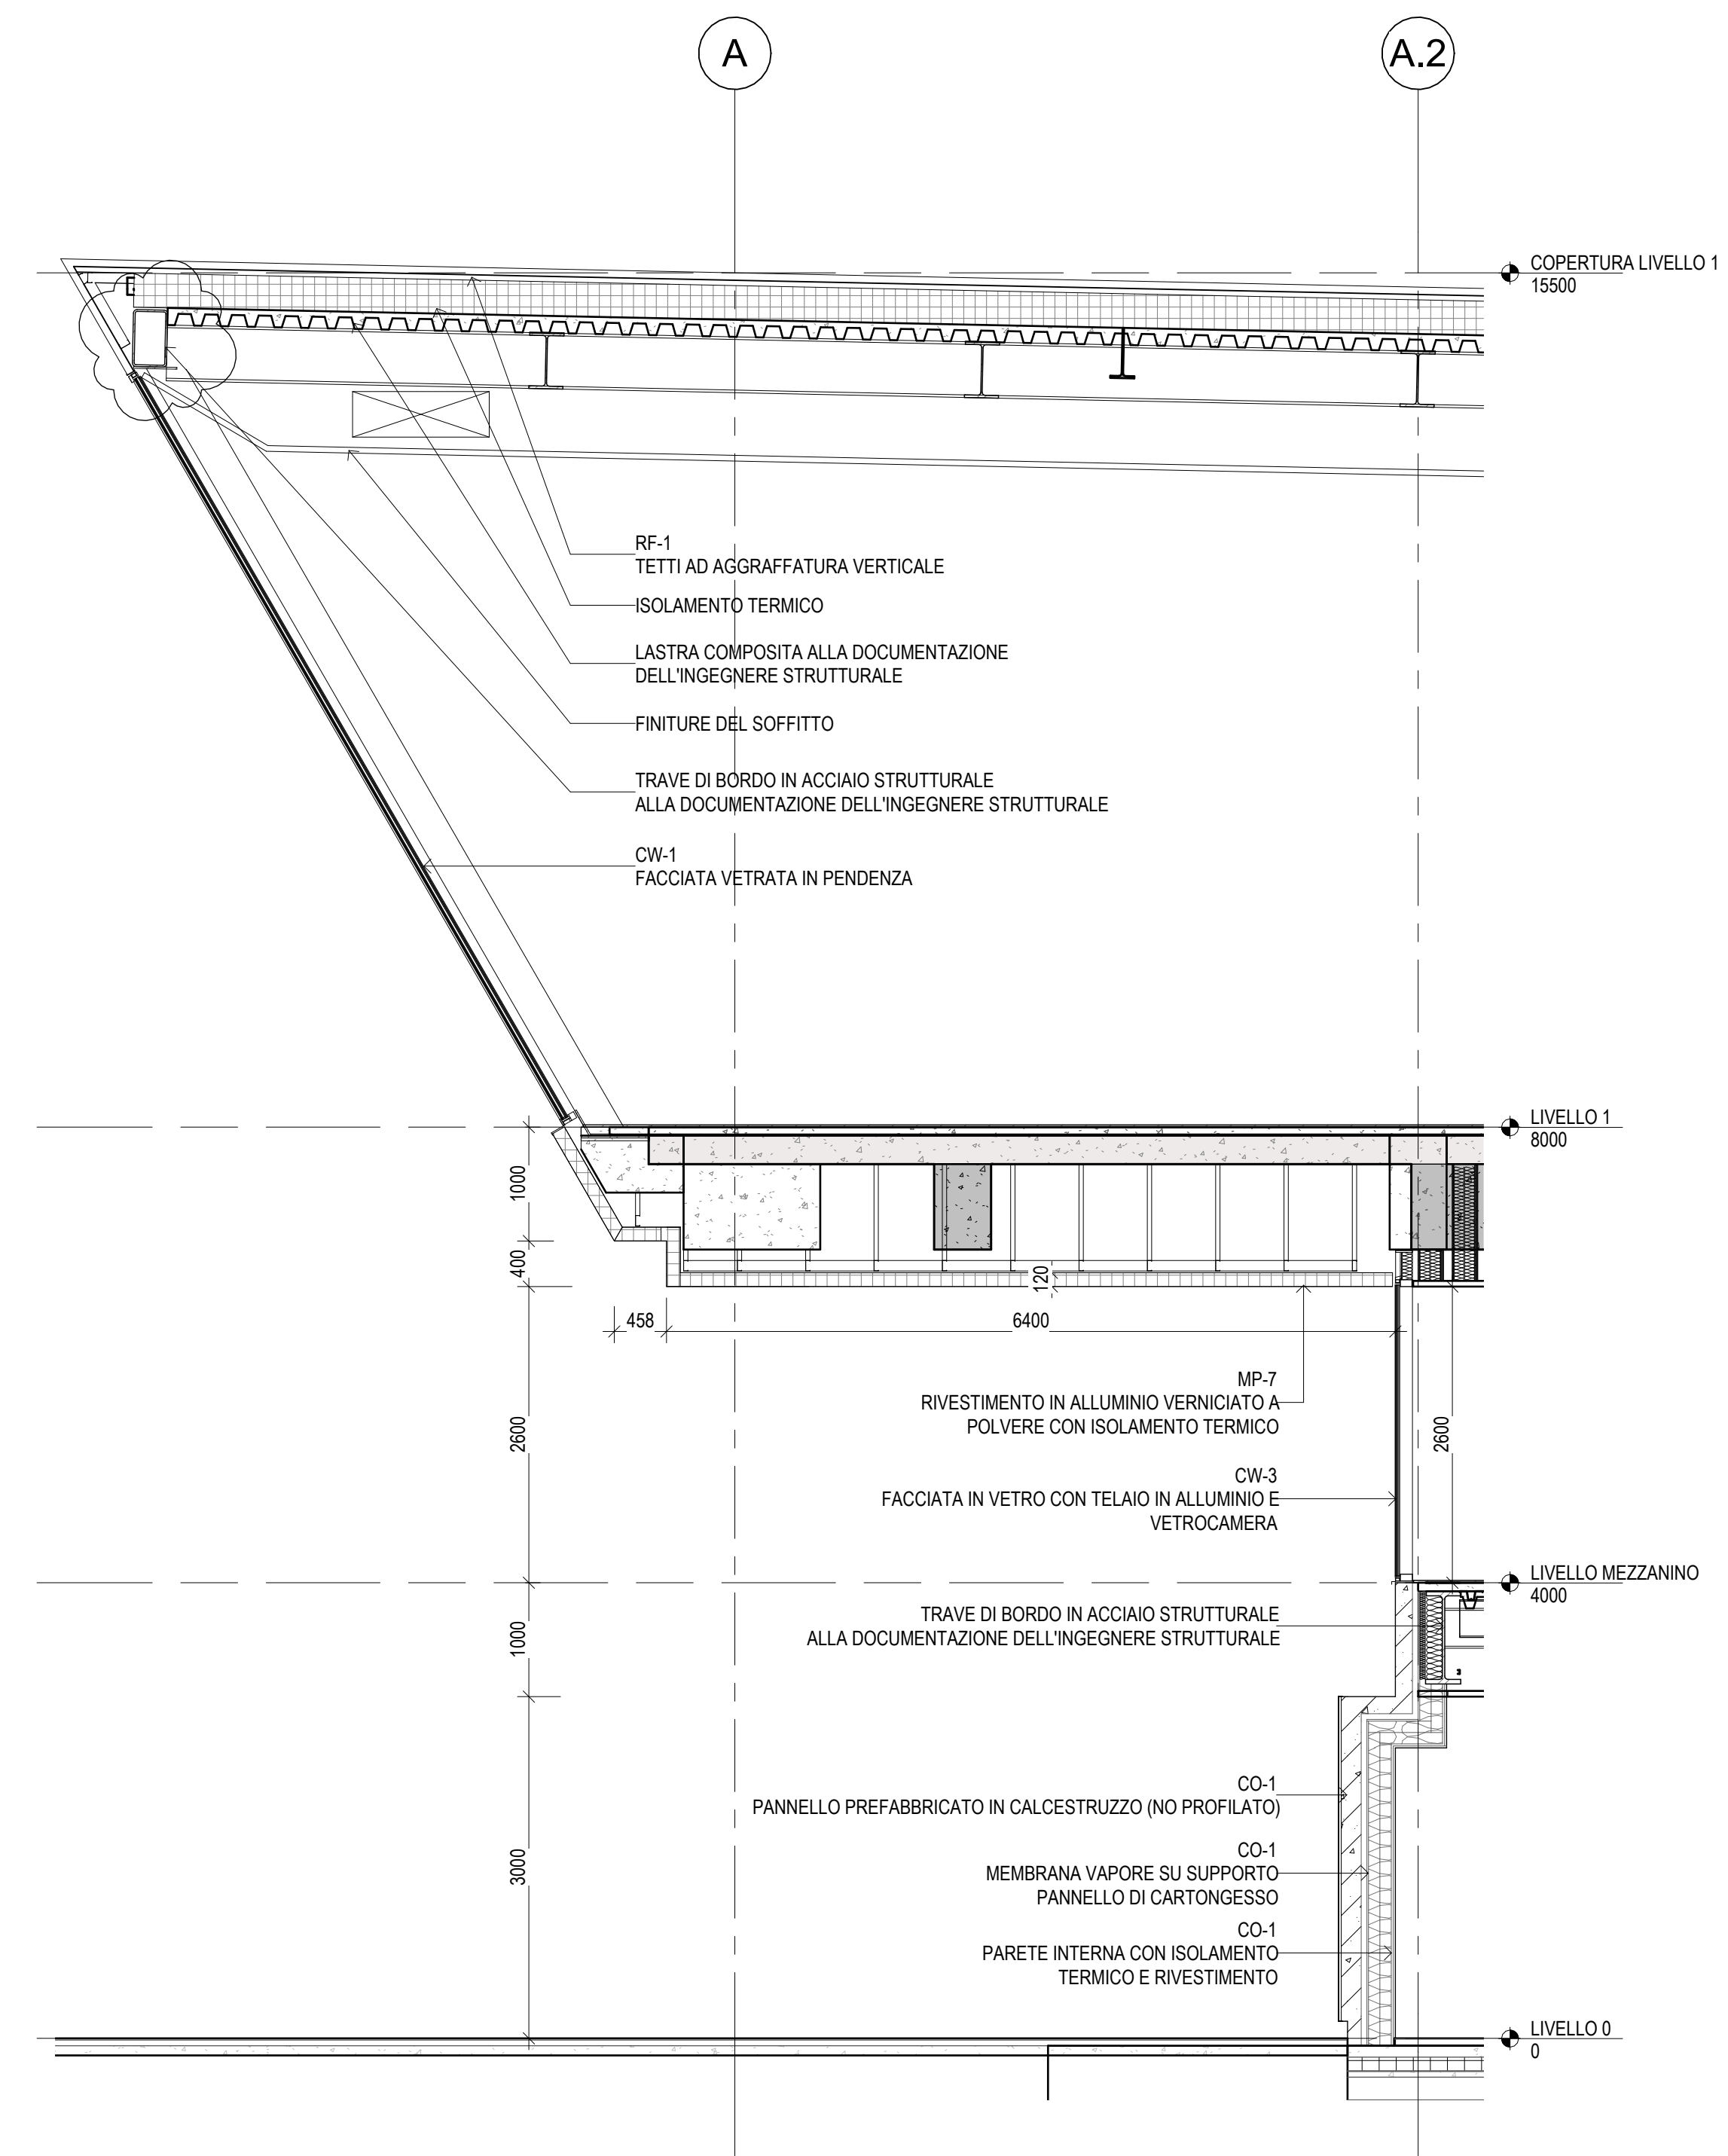 A
A.2
COPERTURA LIVELLO 1
15500
RF-1
TETTI AD AGGRAFFATURA VERTICALE
ISOLAMENTO TERMICO
LASTRA COMPOSITA ALLA DOCUMENTAZIONE
DELL'INGEGNERE STRUTTURALE
FINITURE DEL SOFFITTO
TRAVE DI BORDO IN ACCIAIO STRUTTURALE
ALLA DOCUMENTAZIONE DELL'INGEGNERE STRUTTURALE
CW-1
FACCIATA VETRATA IN PENDENZA
LIVELLO 1
8000
1000
400
120
458
6400
MP-7
RIVESTIMENTO IN ALLUMINIO VERNICIATO A
POLVERE CON ISOLAMENTO TERMICO
2600
2600
CW-3
FACCIATA IN VETRO CON TELAIO IN ALLUMINIO E
VETROCAMERA
LIVELLO MEZZANINO
4000
TRAVE DI BORDO IN ACCIAIO STRUTTURALE
ALLA DOCUMENTAZIONE DELL'INGEGNERE STRUTTURALE
1000
CO-1
PANNELLO PREFABBRICATO IN CALCESTRUZZO (NO PROFILATO)
3000
CO-1
MEMBRANA VAPORE SU SUPPORTO
PANNELLO DI CARTONGESSO
CO-1
PARETE INTERNA CON ISOLAMENTO
TERMICO E RIVESTIMENTO
LIVELLO 0
0